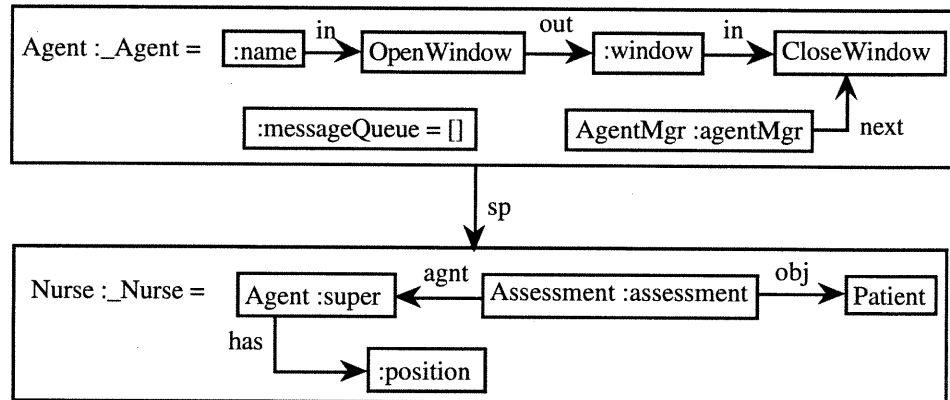 in out in
Agent :_Agent = :name OpenWindow :window CloseWindow
:messageQueue = [] AgentMgr :agentMgr next
sp
agnt obj
Nurse :_Nurse = Agent :super Assessment :assessment Patient
has
:position